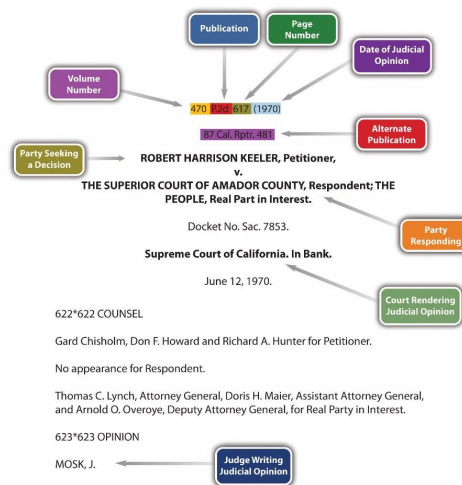 Publication
Page
Number
Date of Judicial
Opinion
Volume
Number
470 P.2d 617 (1970)
87 Cal. Rptr. 481
Alternate
Publication
Party Seeking
a Decision
ROBERT HARRISON KEELER, Petitioner,
v.
THE SUPERIOR COURT OF AMADOR COUNTY, Respondent; THE
PEOPLE, Real Part in Interest.
Docket No. Sac. 7853.
Party
Responding
Supreme Court of California. In Bank.
June 12, 1970.
Court Rendering
Judicial Opinion
622*622 COUNSEL
Gard Chisholm, Don F. Howard and Richard A. Hunter for Petitioner.
No appearance for Respondent.
Thomas C. Lynch, Attorney General, Doris H. Maier, Assistant Attorney General,
and Arnold O. Overoye, Deputy Attorney General, for Real Party in Interest.
623*623 OPINION
MOSK, J.
Judge Writing
Judicial Opinion